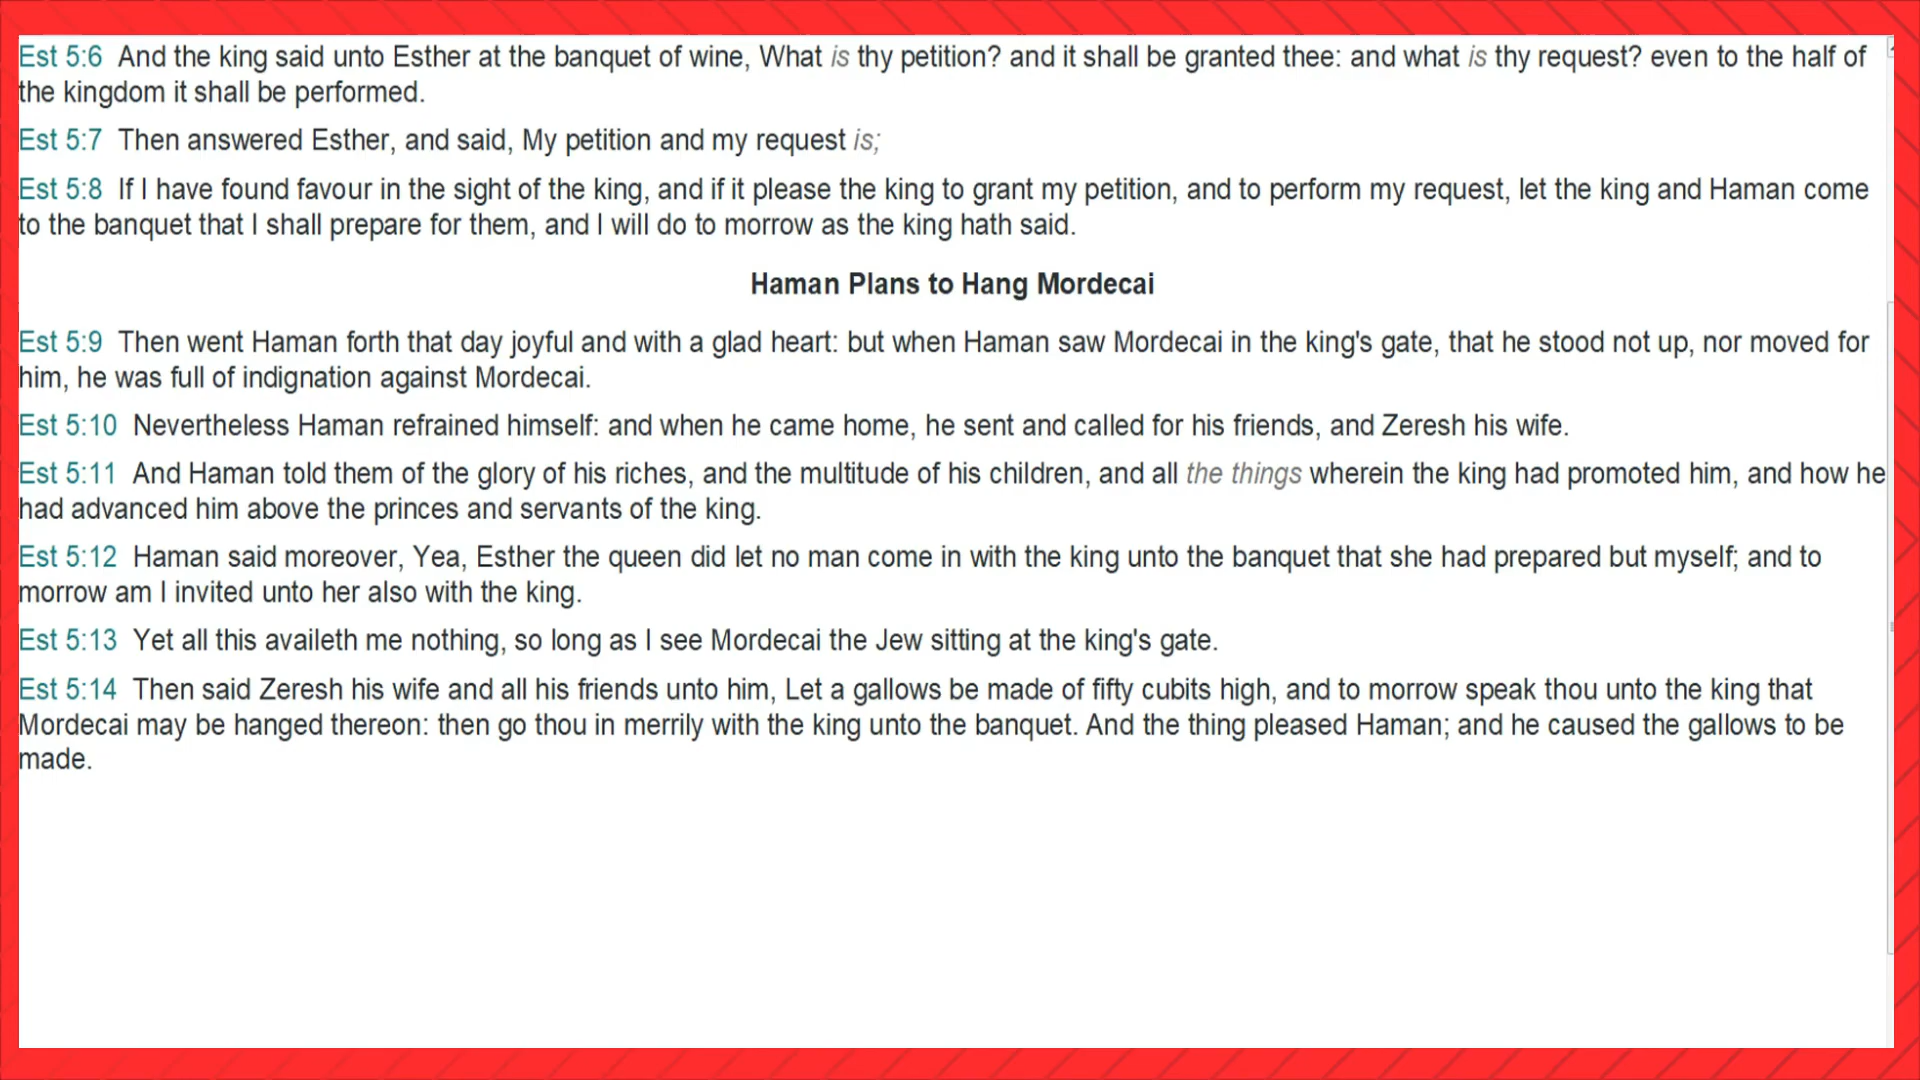 Est 5:6 And the king said unto Esther at the banquet of wine, What is thy petition? and it shall be granted thee: and what is thy request? even to the half of
the kingdom it shall be performed.
Est 5:7 Then answered Esther, and said, My petition and my request is;
Est 5:8 If I have found favour in the sight of the king, and if it please the king to grant my petition, and to perform my request, let the king and Haman come
to the banquet that I shall prepare for them, and I will do to morrow as the king hath said.
Haman Plans to Hang Mordecai
Est 5:9 Then went Haman forth that day joyful and with a glad heart: but when Haman saw Mordecai in the king's gate, that he stood not up, nor moved for
him, he was full of indignation against Mordecai.
Est 5:10 Nevertheless Haman refrained himself: and when he came home, he sent and called for his friends, and Zeresh his wife.
Est 5:11 And Haman told them of the glory of his riches, and the multitude of his children, and all the things wherein the king had promoted him, and how he
had advanced him above the princes and servants of the king.
Est 5:12 Haman said moreover, Yea, Esther the queen did let no man come in with the king unto the banquet that she had prepared but myself; and to
morrow am I invited unto her also with the king.
Est 5:13 Yet all this availeth me nothing, so long as I see Mordecai the Jew sitting at the king's gate.
Est 5:14 Then said Zeresh his wife and all his friends unto him, Let a gallows be made of fifty cubits high, and to morrow speak thou unto the king that
Mordecai may be hanged thereon: then go thou in merrily with the king unto the banquet. And the thing pleased Haman; and he caused the gallows to be
made.